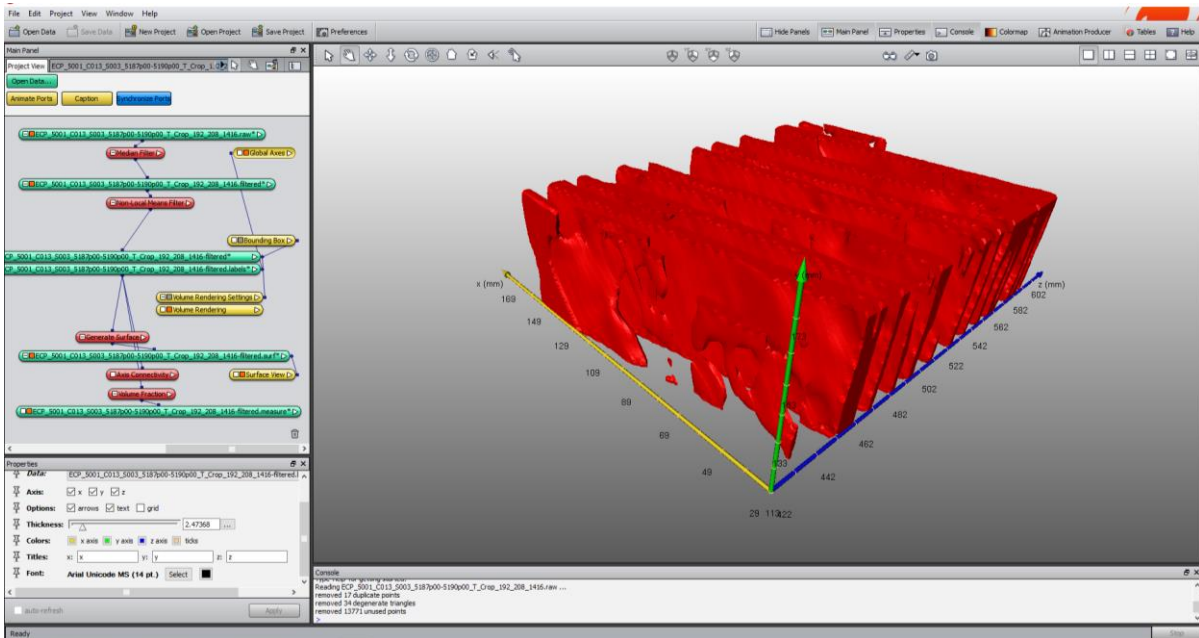 File Edit Project View Window Help
Open Data Save Data New Project Open Project Save Project Preferences Hide Panels Main Panel Properties Console Colormap Animation Producer Tables Help
Main Panel
Project View
Open Data...
Animate Ports Caption Synchronize Ports
ECP_5001_C013_S003_5187p00-5190p00_T_Crop_192_208_1416.raw*
Median Filter Global Axes
ECP_5001_C013_S003_5187p00-5190p00_T_Crop_192_208_1416.filtered*
Non-Local Means Filter
Bounding Box
CP_5001_C013_S003_5187p00-5190p00_T_Crop_192_208_1416-filtered*
CP_5001_C013_S003_5187p00-5190p00_T_Crop_192_208_1416-filtered.labels*
Volume Rendering Settings
Volume Rendering
Generate Surface
ECP_5001_C013_S003_5187p00-5190p00_T_Crop_192_208_1416-filtered.surf*
Axis Connectivity Surface View
Volume Fraction
ECP_5001_C013_S003_5187p00-5190p00_T_Crop_192_208_1416-filtered.measure*
Properties
Data: ECP_5001_C013_S003_5187p00-5190p00_T_Crop_192_208_1416-filtered.l
Axis: x y z
Options: arrows text grid
Thickness: 2.47368 ...
Colors: x axis y axis z axis ticks
Titles: x: x y: y z: z
Font: Arial Unicode MS (14 pt.) Select
auto-refresh Apply
x (mm)
169
149
129
109
89
69
49
29
z (mm)
602
582
562
542
522
502
482
462
442
422
Console
Reading ECP_5001_C013_S003_5187p00-5190p00_T_Crop_192_208_1416.raw ...
removed 17 duplicate points
removed 34 degenerate triangles
removed 13771 unused points
>
Ready Stop